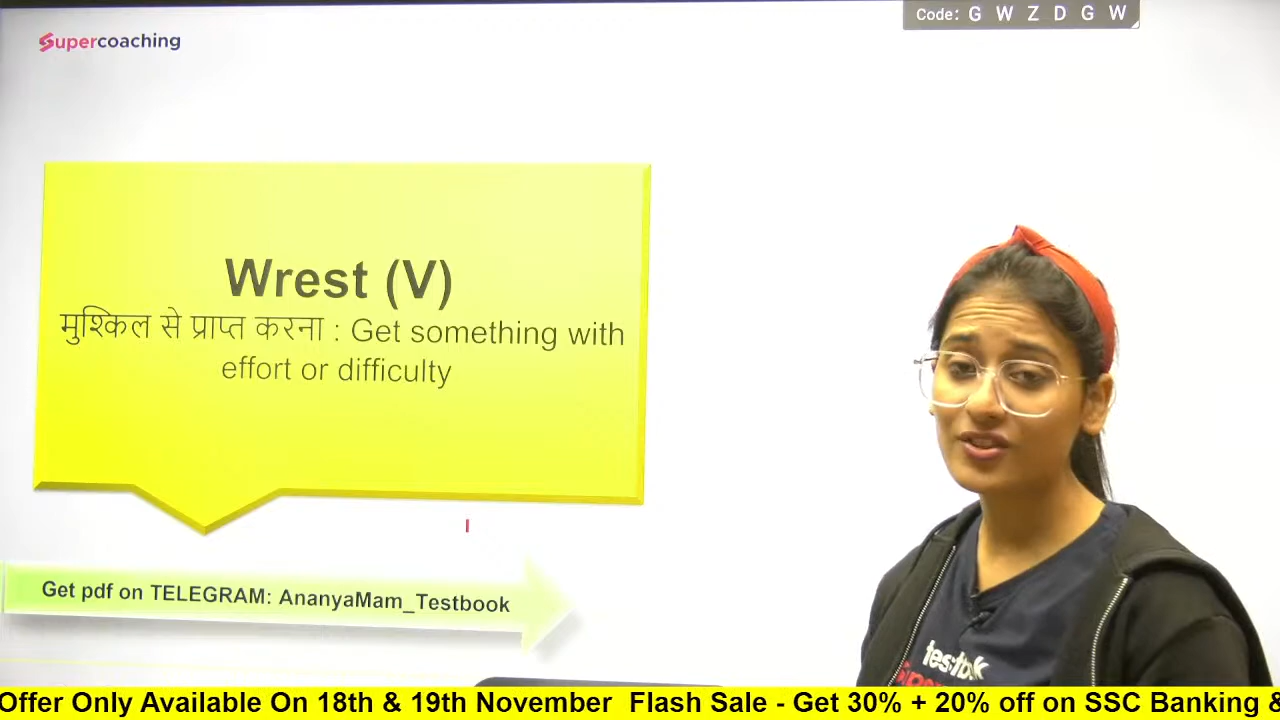 Supercoaching
Code: G W Z D G W
Wrest (V)
मुश्किल से प्राप्त करना : Get something with
effort or difficulty
Get pdf on TELEGRAM: AnanyaMam_Testbook
testbook
Offer Only Available On 18th & 19th November Flash Sale - Get 30% + 20% off on SSC Banking &